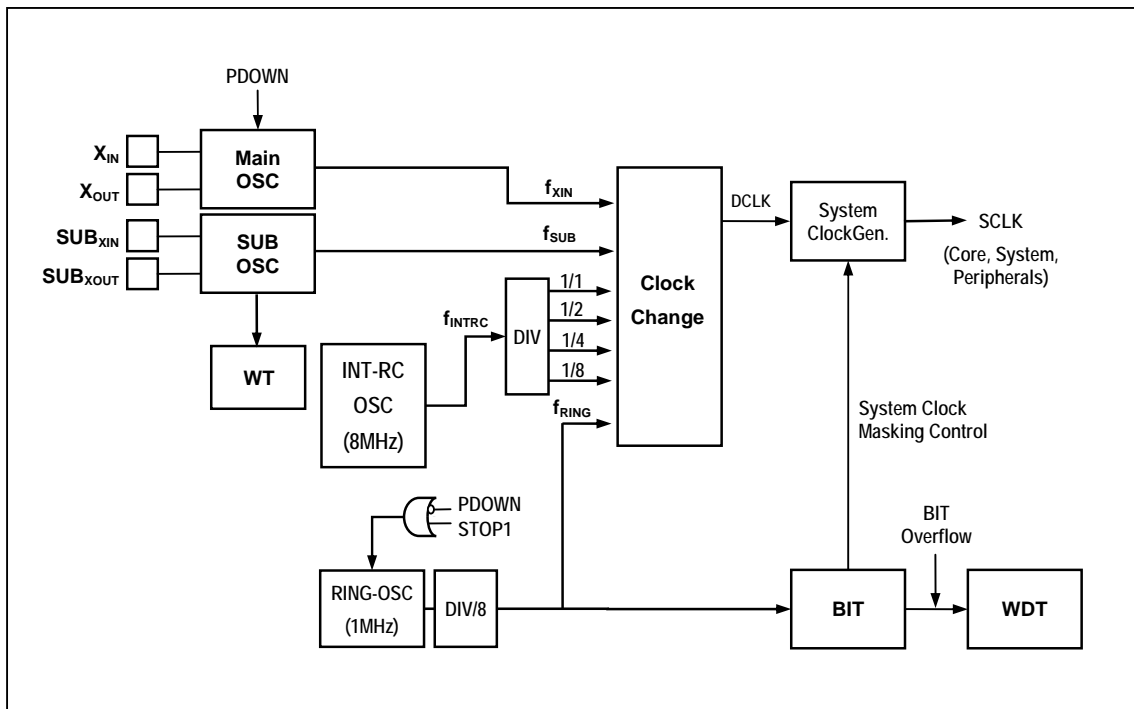 PDOWN
XIN
XOUT
Main
OSC
SUBXIN
SUBXOUT
SUB
OSC
WT
fXIN
fSUB
fINTRC
DIV
1/1
1/2
1/4
1/8
INT-RC
OSC
(8MHz)
fRING
Clock
Change
DCLK
System
ClockGen.
SCLK
(Core, System,
Peripherals)
System Clock
Masking Control
PDOWN
STOP1
RING-OSC
(1MHz)
DIV/8
BIT
BIT
Overflow
WDT